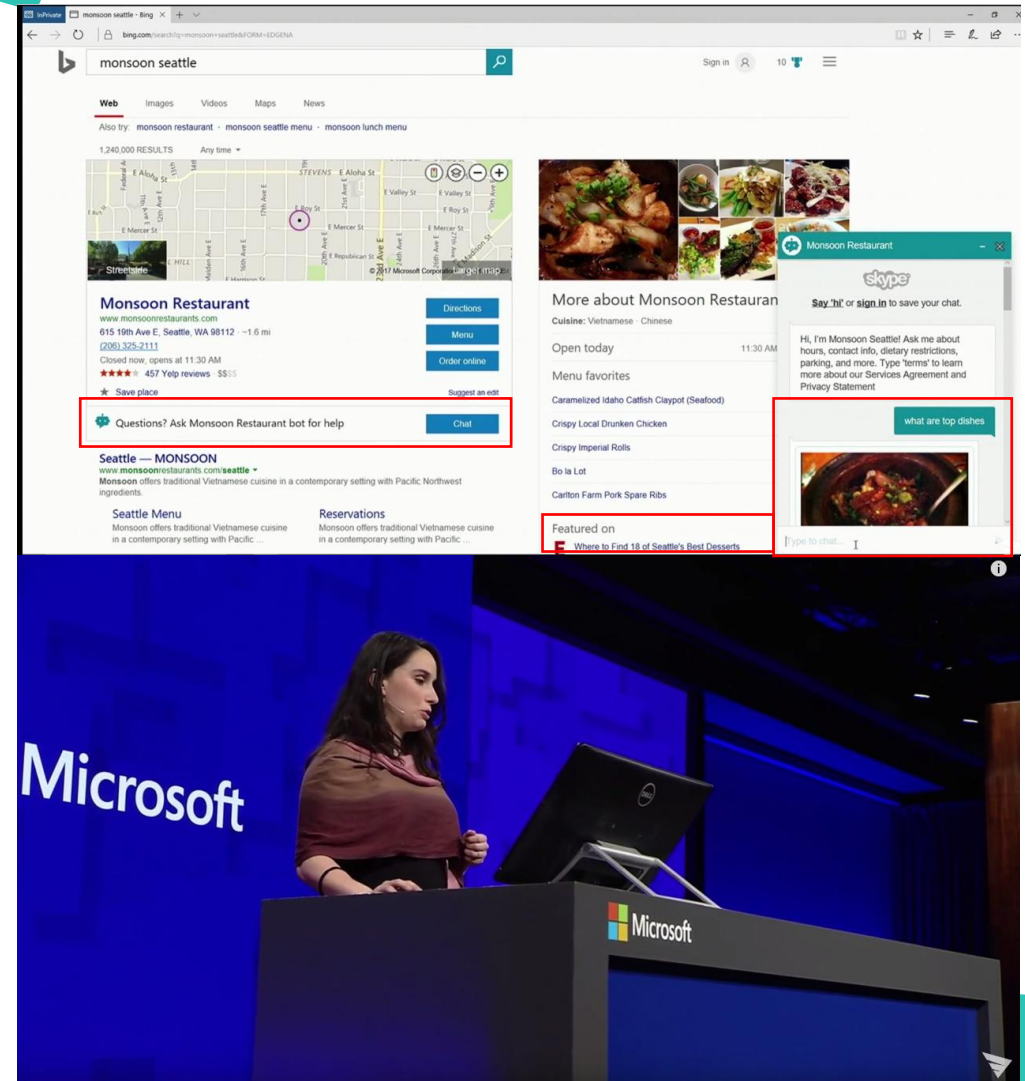 InPrivate
monsoon seattle - Bing
bing.com/search?q=monsoon+seattle&FORM=EDGENA
monsoon seattle
Sign in
10
Web Images Videos Maps News
Also try: monsoon restaurant · monsoon seattle menu · monsoon lunch menu
1,240,000 RESULTS Any time
E Aloha St
STEVENS E Aloha St
E Valley St E Valley St
E Roy St E Roy St
E Mercer St E Mercer St E Mercer St
E Republican St
Streetside
© 2017 Microsoft Corporation
Larger map
Monsoon Restaurant
www.monsoonrestaurants.com
615 19th Ave E, Seattle, WA 98112 · ~1.6 mi
(206) 325-2111
Closed now, opens at 11:30 AM
457 Yelp reviews · $$$$
Save place
Suggest an edit
Directions
Menu
Order online
Questions? Ask Monsoon Restaurant bot for help
Chat
Seattle — MONSOON
www.monsoonrestaurants.com/seattle
Monsoon offers traditional Vietnamese cuisine in a contemporary setting with Pacific Northwest
ingredients.
Seattle Menu
Monsoon offers traditional Vietnamese cuisine
in a contemporary setting with Pacific ...
Reservations
Monsoon offers traditional Vietnamese cuisine
in a contemporary setting with Pacific ...
More about Monsoon Restauran
Cuisine: Vietnamese · Chinese
Open today 11:30 AM
Menu favorites
Caramelized Idaho Catfish Claypot (Seafood)
Crispy Local Drunken Chicken
Crispy Imperial Rolls
Bo la Lot
Carlton Farm Pork Spare Ribs
Featured on
Where to Find 18 of Seattle's Best Desserts
Monsoon Restaurant
skype
Say 'hi' or sign in to save your chat.
Hi, I'm Monsoon Seattle! Ask me about
hours, contact info, dietary restrictions,
parking, and more. Type 'terms' to learn
more about our Services Agreement and
Privacy Statement
what are top dishes
Type to chat...
Microsoft
DELL
Microsoft